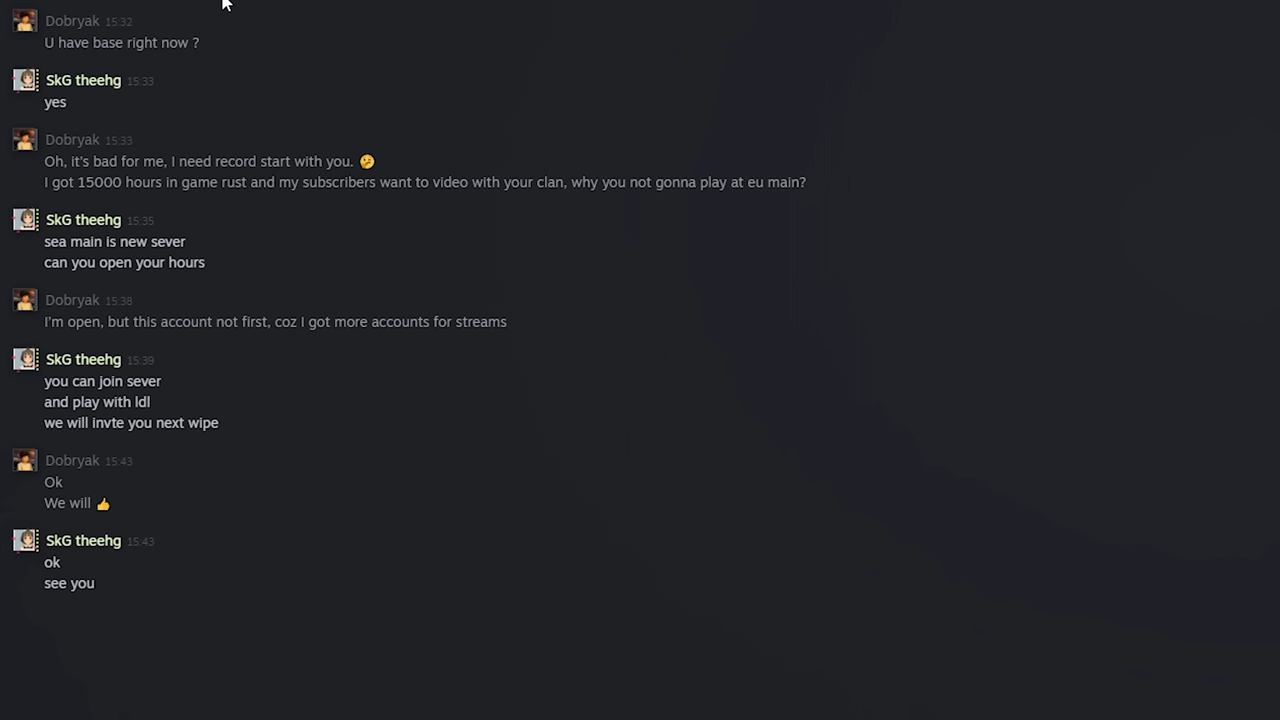 Dobryak 15:32
U have base right now ?
SkG theehg 15:33
yes
Dobryak 15:33
Oh, it's bad for me, I need record start with you. 🤔
I got 15000 hours in game rust and my subscribers want to video with your clan, why you not gonna play at eu main?
SkG theehg 15:35
sea main is new sever
can you open your hours
Dobryak 15:38
I'm open, but this account not first, coz I got more accounts for streams
SkG theehg 15:39
you can join sever
and play with ldl
we will invte you next wipe
Dobryak 15:43
Ok
We will 👍
SkG theehg 15:43
ok
see you